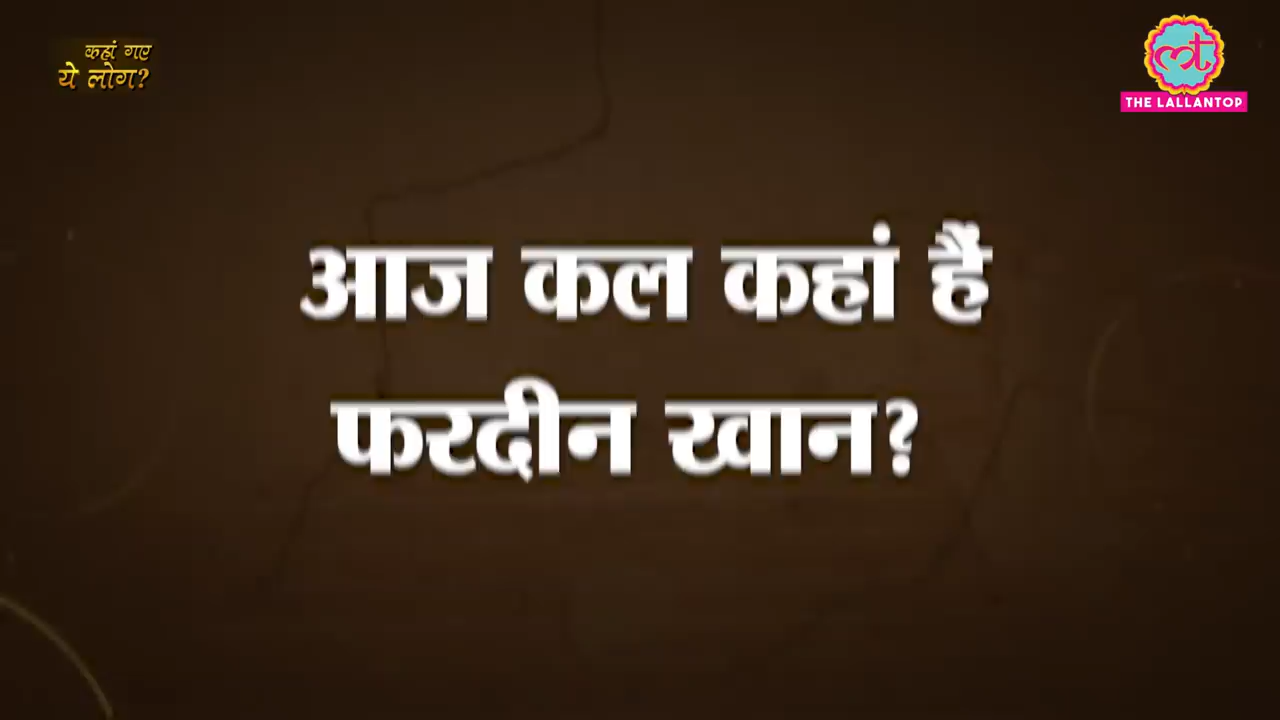 कहां गए
ये लोग?
THE LALLANTOP
आज कल कहां हैं
फरदीन खान?